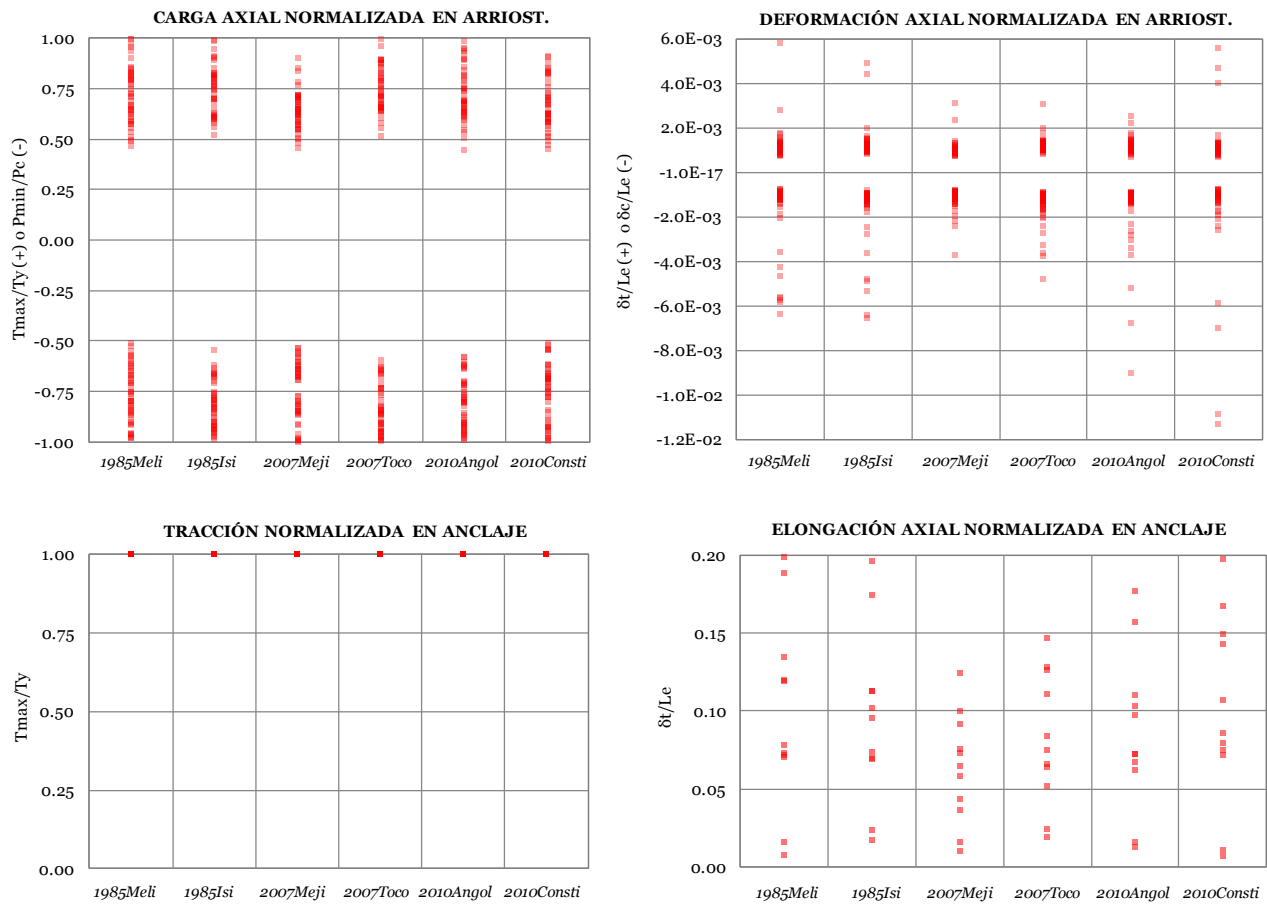 CARGA AXIAL NORMALIZADA EN ARRIOST.
Tmax/Ty (+) o Pmin/Pc (-)
1.00
0.75
0.50
0.25
0.00
-0.25
-0.50
-0.75
-1.00
1985Meli 1985Isi 2007Meji 2007Toco 2010Angol 2010Consti
DEFORMACIÓN AXIAL NORMALIZADA EN ARRIOST.
δt/Le (+) o δc/Le (-)
6.0E-03
4.0E-03
2.0E-03
-1.0E-17
-2.0E-03
-4.0E-03
-6.0E-03
-8.0E-03
-1.0E-02
-1.2E-02
1985Meli 1985Isi 2007Meji 2007Toco 2010Angol 2010Consti
TRACCIÓN NORMALIZADA EN ANCLAJE
Tmax/Ty
1.00
0.75
0.50
0.25
0.00
1985Meli 1985Isi 2007Meji 2007Toco 2010Angol 2010Consti
ELONGACIÓN AXIAL NORMALIZADA EN ANCLAJE
δt/Le
0.20
0.15
0.10
0.05
0.00
1985Meli 1985Isi 2007Meji 2007Toco 2010Angol 2010Consti